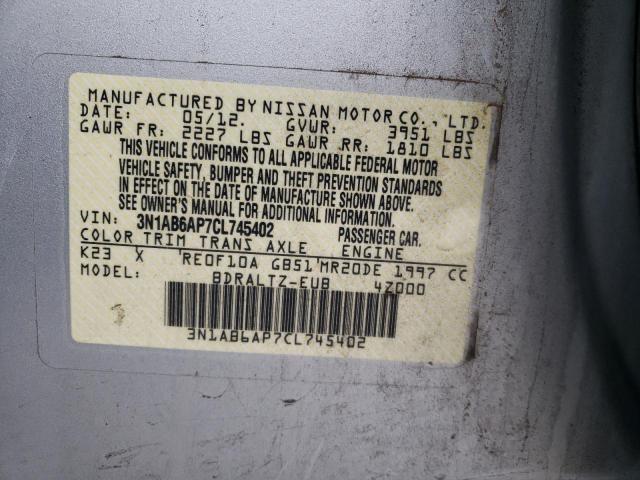 MANUFACTURED BY NISSAN MOTOR CO., LTD.
DATE: 05/12. GVWR: 3951 LBS
GAWR FR: 2227 LBS GAWR RR: 1810 LBS
THIS VEHICLE CONFORMS TO ALL APPLICABLE FEDERAL MOTOR
VEHICLE SAFETY, BUMPER AND THEFT PREVENTION STANDARDS
IN EFFECT ON THE DATE OF MANUFACTURE SHOWN ABOVE.
SEE OWNER'S MANUAL FOR ADDITIONAL INFORMATION.
VIN: 3N1AB6AP7CL745402 PASSENGER CAR.
COLOR TRIM TRANS AXLE ENGINE
K23 X RE0F10A GB51 MR20DE 1997 CC
MODEL: BDRALTZ-EUB 4Z000
3N1AB6AP7CL745402